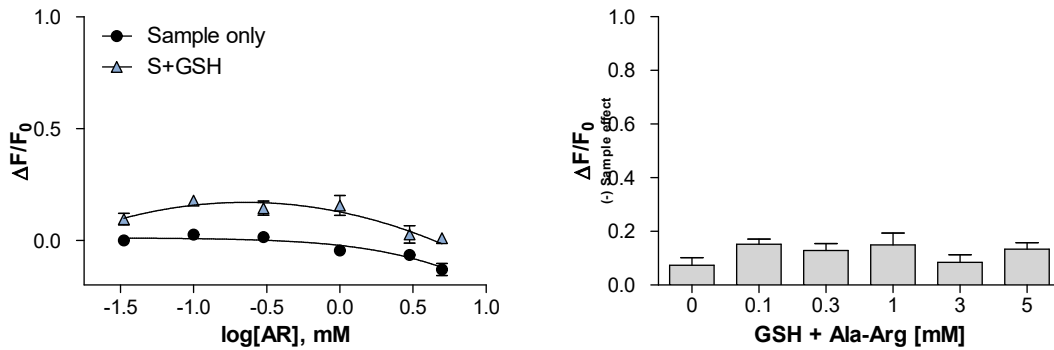 1.0
0.5
0.0
ΔF/F0
Sample only
S+GSH
-1.5 -1.0 -0.5 0.0 0.5 1.0
log[AR], mM
1.0
0.8
0.6
0.4
0.2
0.0
ΔF/F0
(-) Sample effect
0 0.1 0.3 1 3 5
GSH + Ala-Arg [mM]